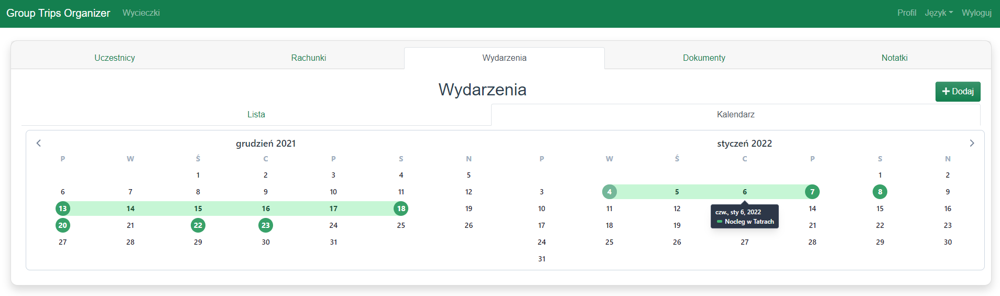 Group Trips Organizer Wycieczki Profil Język Wyloguj
Uczestnicy Rachunki Wydarzenia Dokumenty Notatki
Wydarzenia
Dodaj
Lista Kalendarz
grudzień 2021
P W Ś C P S N
1 2 3 4 5
6 7 8 9 10 11 12
13 14 15 16 17 18 19
20 21 22 23 24 25 26
27 28 29 30 31
styczeń 2022
P W Ś C P S N
1 2
3 4 5 6 7 8 9
10 11 12 14 15 16
17 18 19 21 22 23
24 25 26 27 28 29 30
31
czw., sty 6, 2022
Nocleg w Tatrach